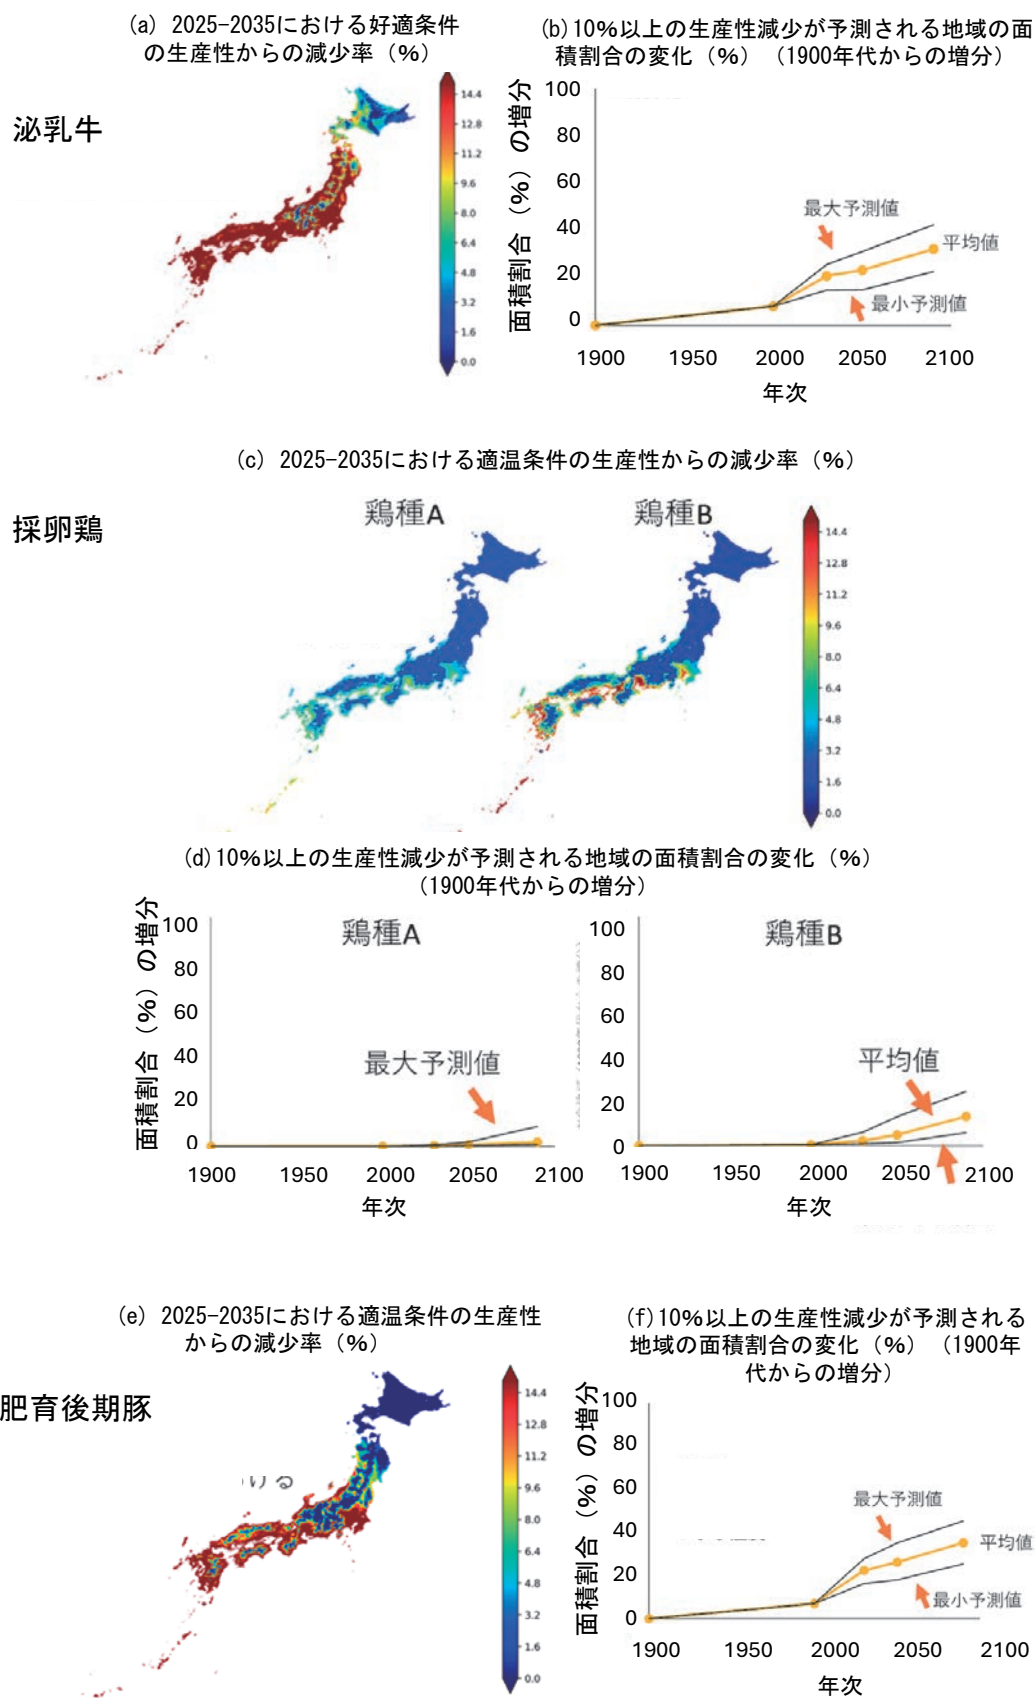 (a) 2025-2035における好適条件
の生産性からの減少率（%）
(b)10%以上の生産性減少が予測される地域の面
積割合の変化（%）（1900年代からの増分）
泌乳牛
14.4
12.8
11.2
9.6
8.0
6.4
4.8
3.2
1.6
0.0
面積割合（%）の増分
100
80
60
40
20
0
最大予測値
平均値
最小予測値
1900 1950 2000 2050 2100
年次
(c) 2025-2035における適温条件の生産性からの減少率（%）
採卵鶏
鶏種A
鶏種B
14.4
12.8
11.2
9.6
8.0
6.4
4.8
3.2
1.6
0.0
(d)10%以上の生産性減少が予測される地域の面積割合の変化（%）
（1900年代からの増分）
面積割合（%）の増分
100
80
60
40
20
0
鶏種A
最大予測値
1900 1950 2000 2050 2100
年次
100
80
60
40
20
0
鶏種B
平均値
1900 1950 2000 2050 2100
年次
(e) 2025-2035における適温条件の生産性
からの減少率（%）
(f)10%以上の生産性減少が予測される
地域の面積割合の変化（%）（1900年
代からの増分）
肥育後期豚
ける
14.4
12.8
11.2
9.6
8.0
6.4
4.8
3.2
1.6
0.0
面積割合（%）の増分
100
80
60
40
20
0
最大予測値
平均値
最小予測値
1900 1950 2000 2050 2100
年次